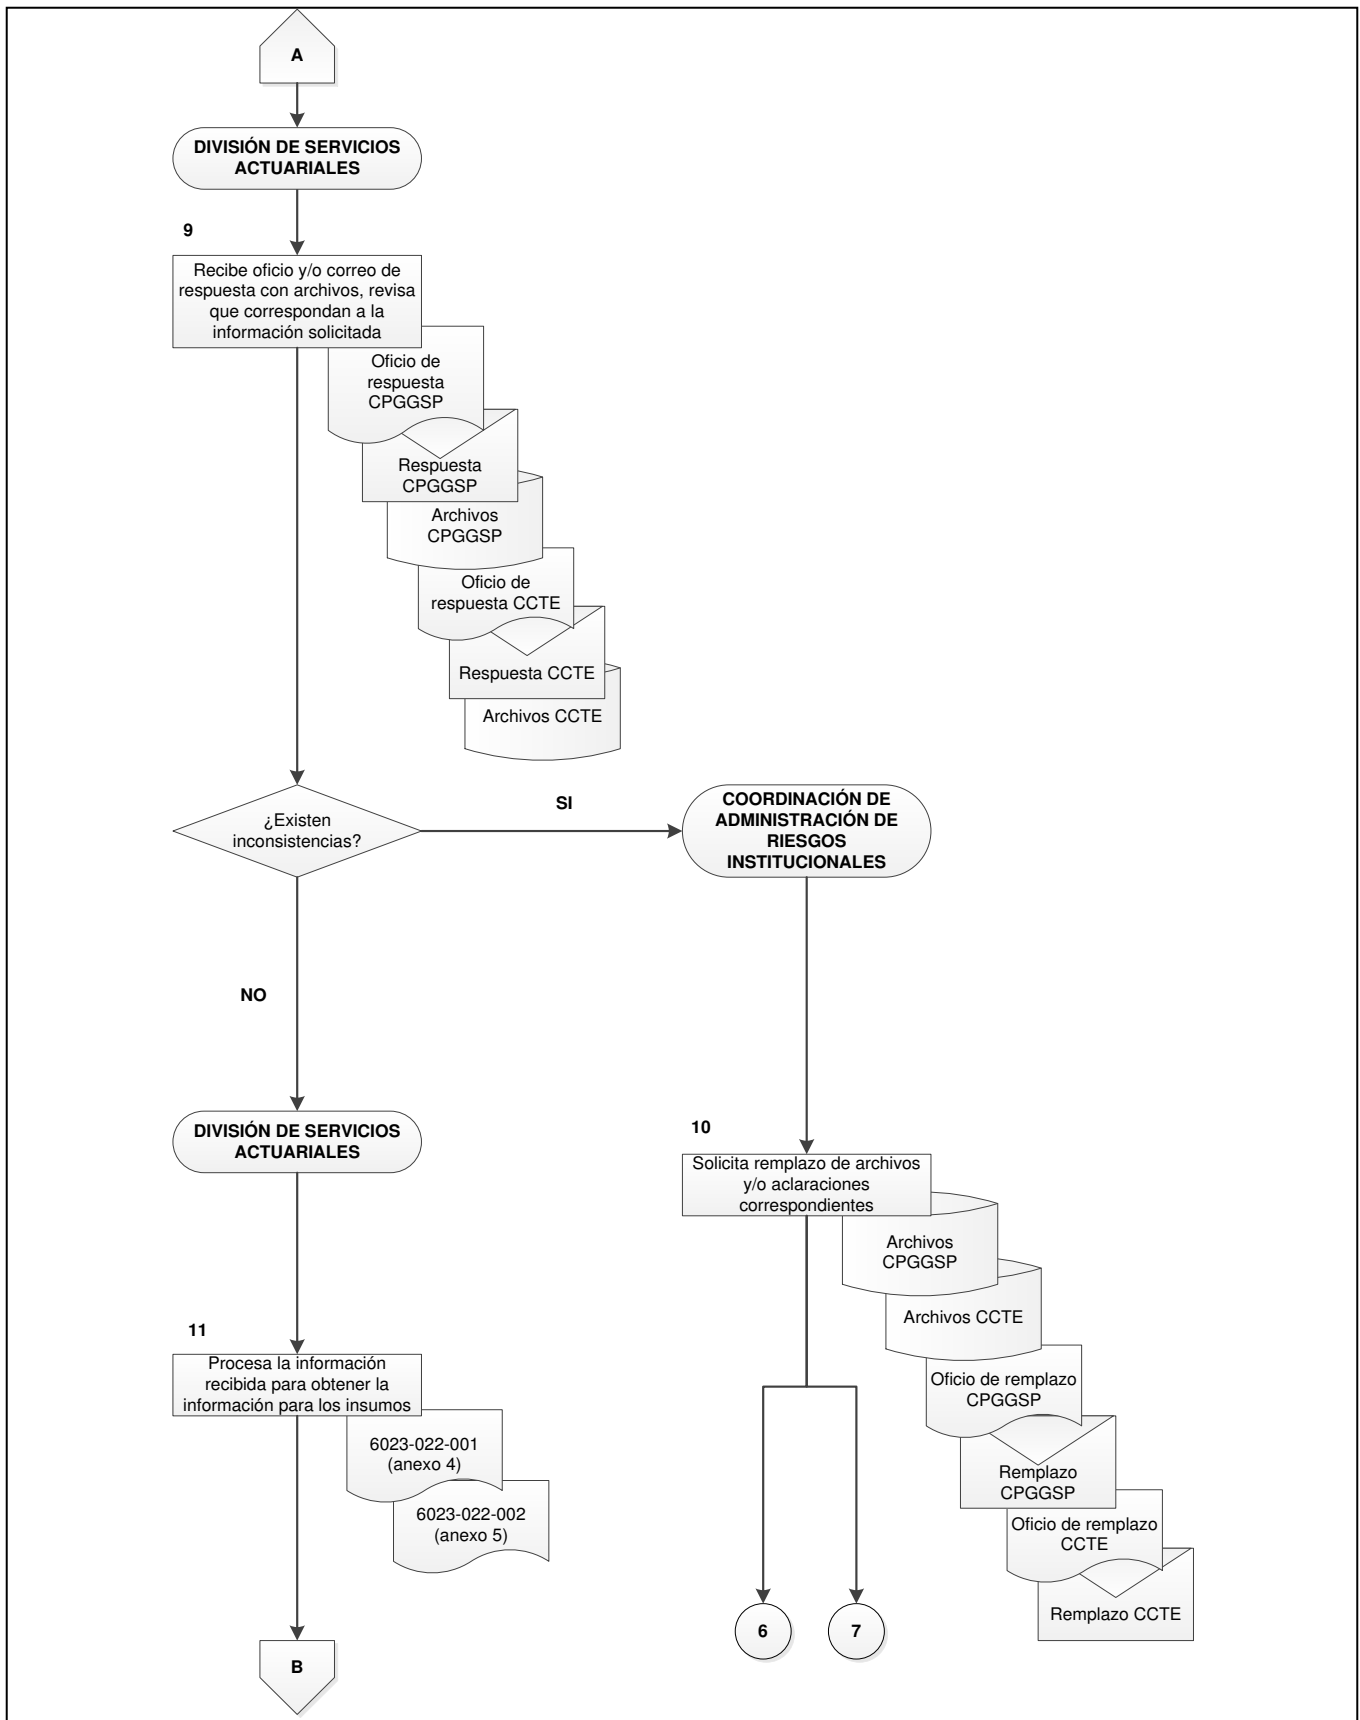 A
DIVISIÓN DE SERVICIOS
ACTUARIALES
9
Recibe oficio y/o correo de
respuesta con archivos, revisa
que correspondan a la
información solicitada
Oficio de
respuesta
CPGGSP
Respuesta
CPGGSP
Archivos
CPGGSP
Oficio de
respuesta CCTE
Respuesta CCTE
Archivos CCTE
¿Existen
inconsistencias?
SI
COORDINACIÓN DE
ADMINISTRACIÓN DE
RIESGOS
INSTITUCIONALES
NO
DIVISIÓN DE SERVICIOS
ACTUARIALES
10
Solicita remplazo de archivos
y/o aclaraciones
correspondientes
Archivos
CPGGSP
Archivos CCTE
Oficio de remplazo
CPGGSP
Remplazo
CPGGSP
Oficio de remplazo
CCTE
Remplazo CCTE
11
Procesa la información
recibida para obtener la
información para los insumos
6023-022-001
(anexo 4)
6023-022-002
(anexo 5)
6
7
B